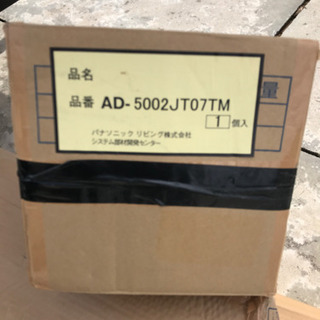 品名
品番 AD-5002JT07TM
1 個入
パナソニック リビング株式会社
システム部材開発センター
量